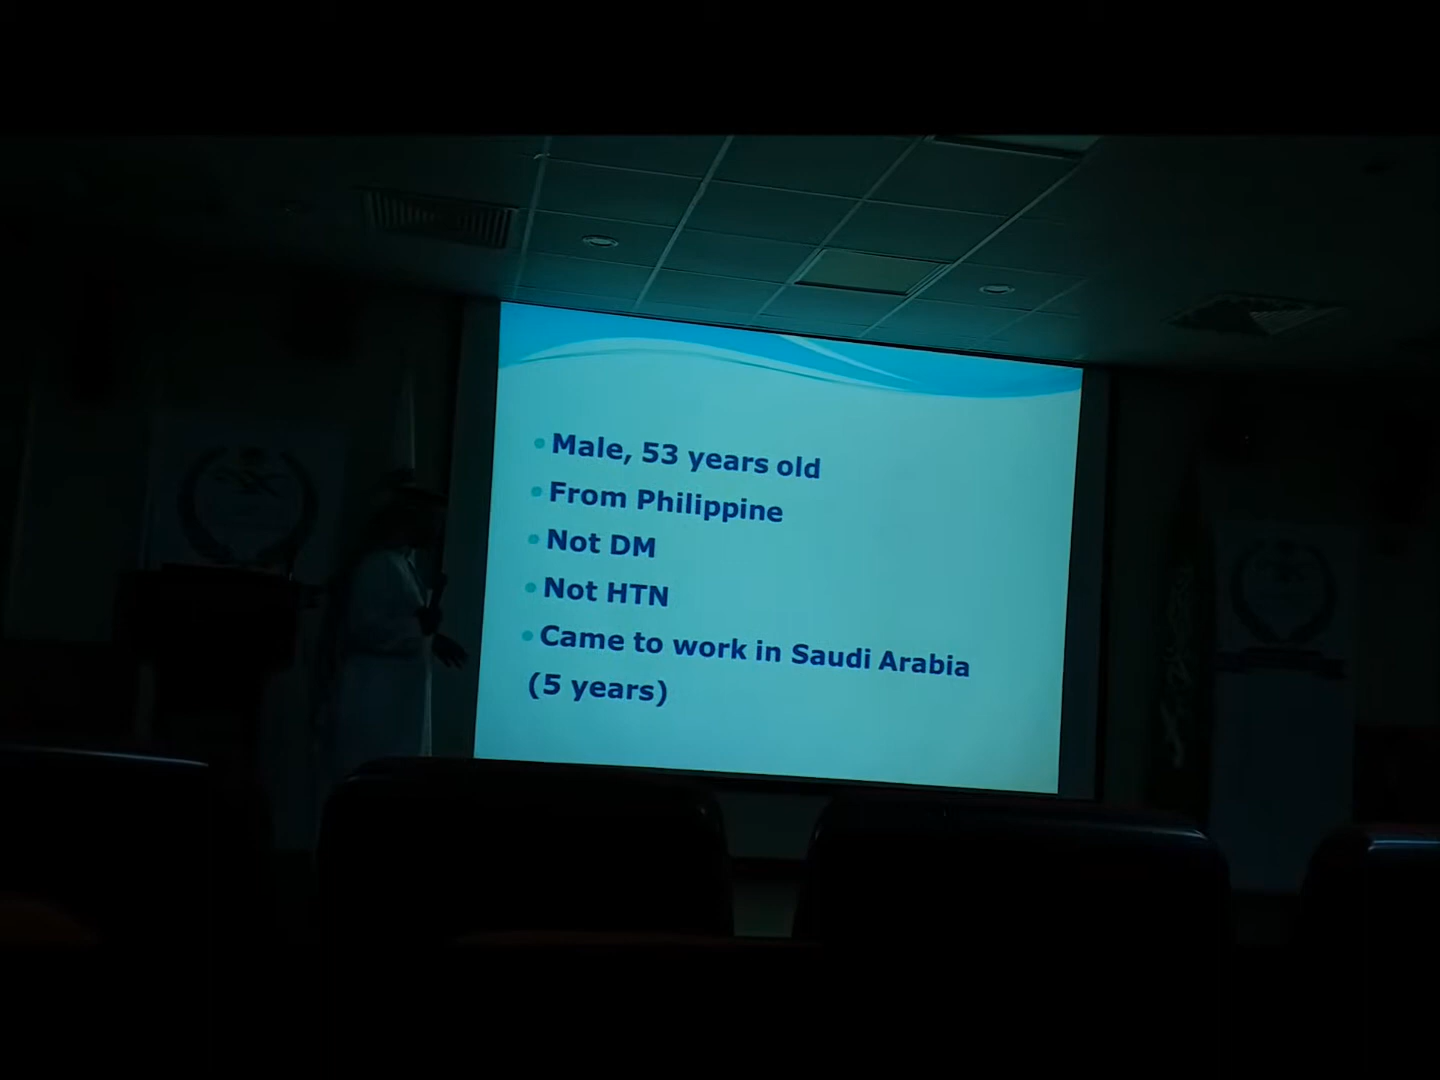 Male, 53 years old
From Philippine
Not DM
Not HTN
Came to work in Saudi Arabia
(5 years)